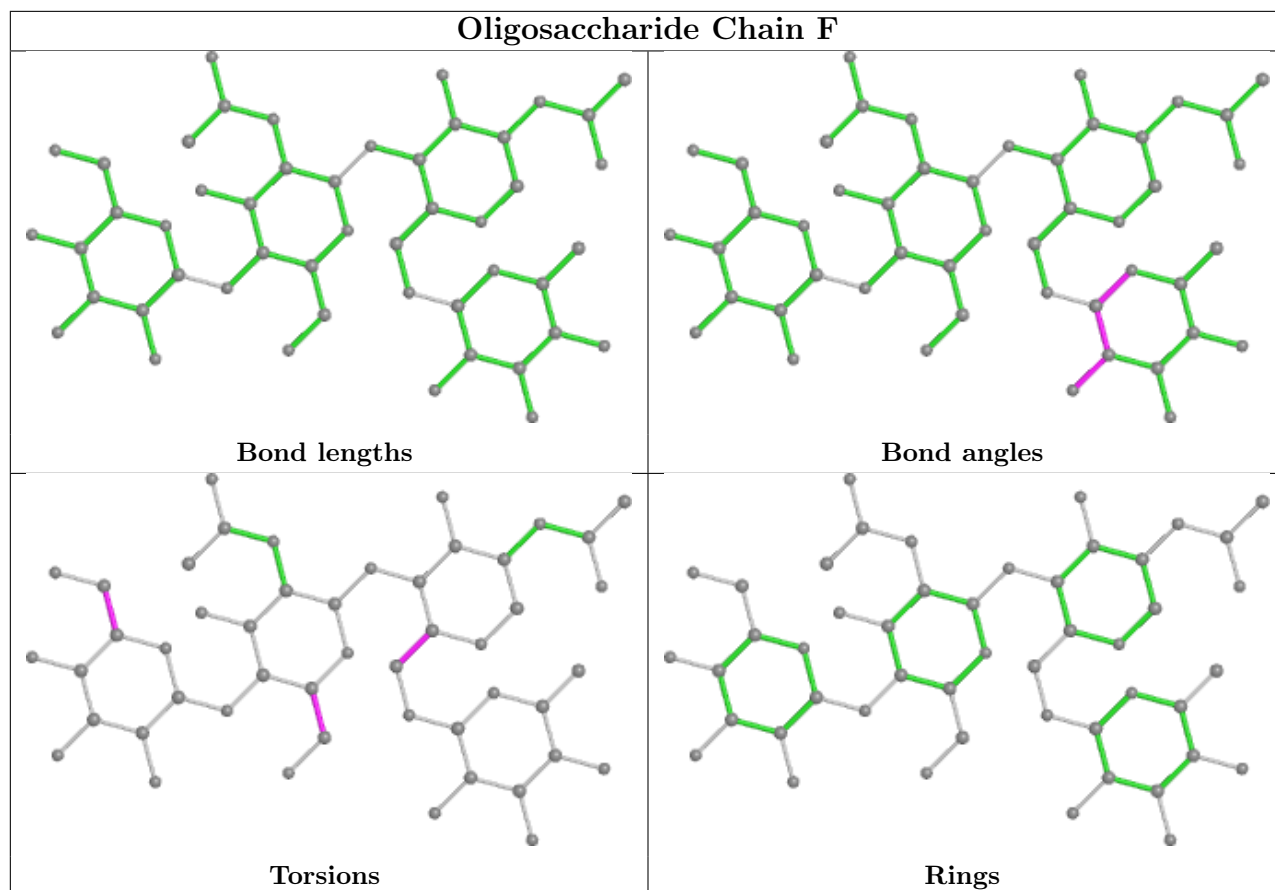 Oligosaccharide Chain F
Bond lengths
Bond angles
Torsions
Rings